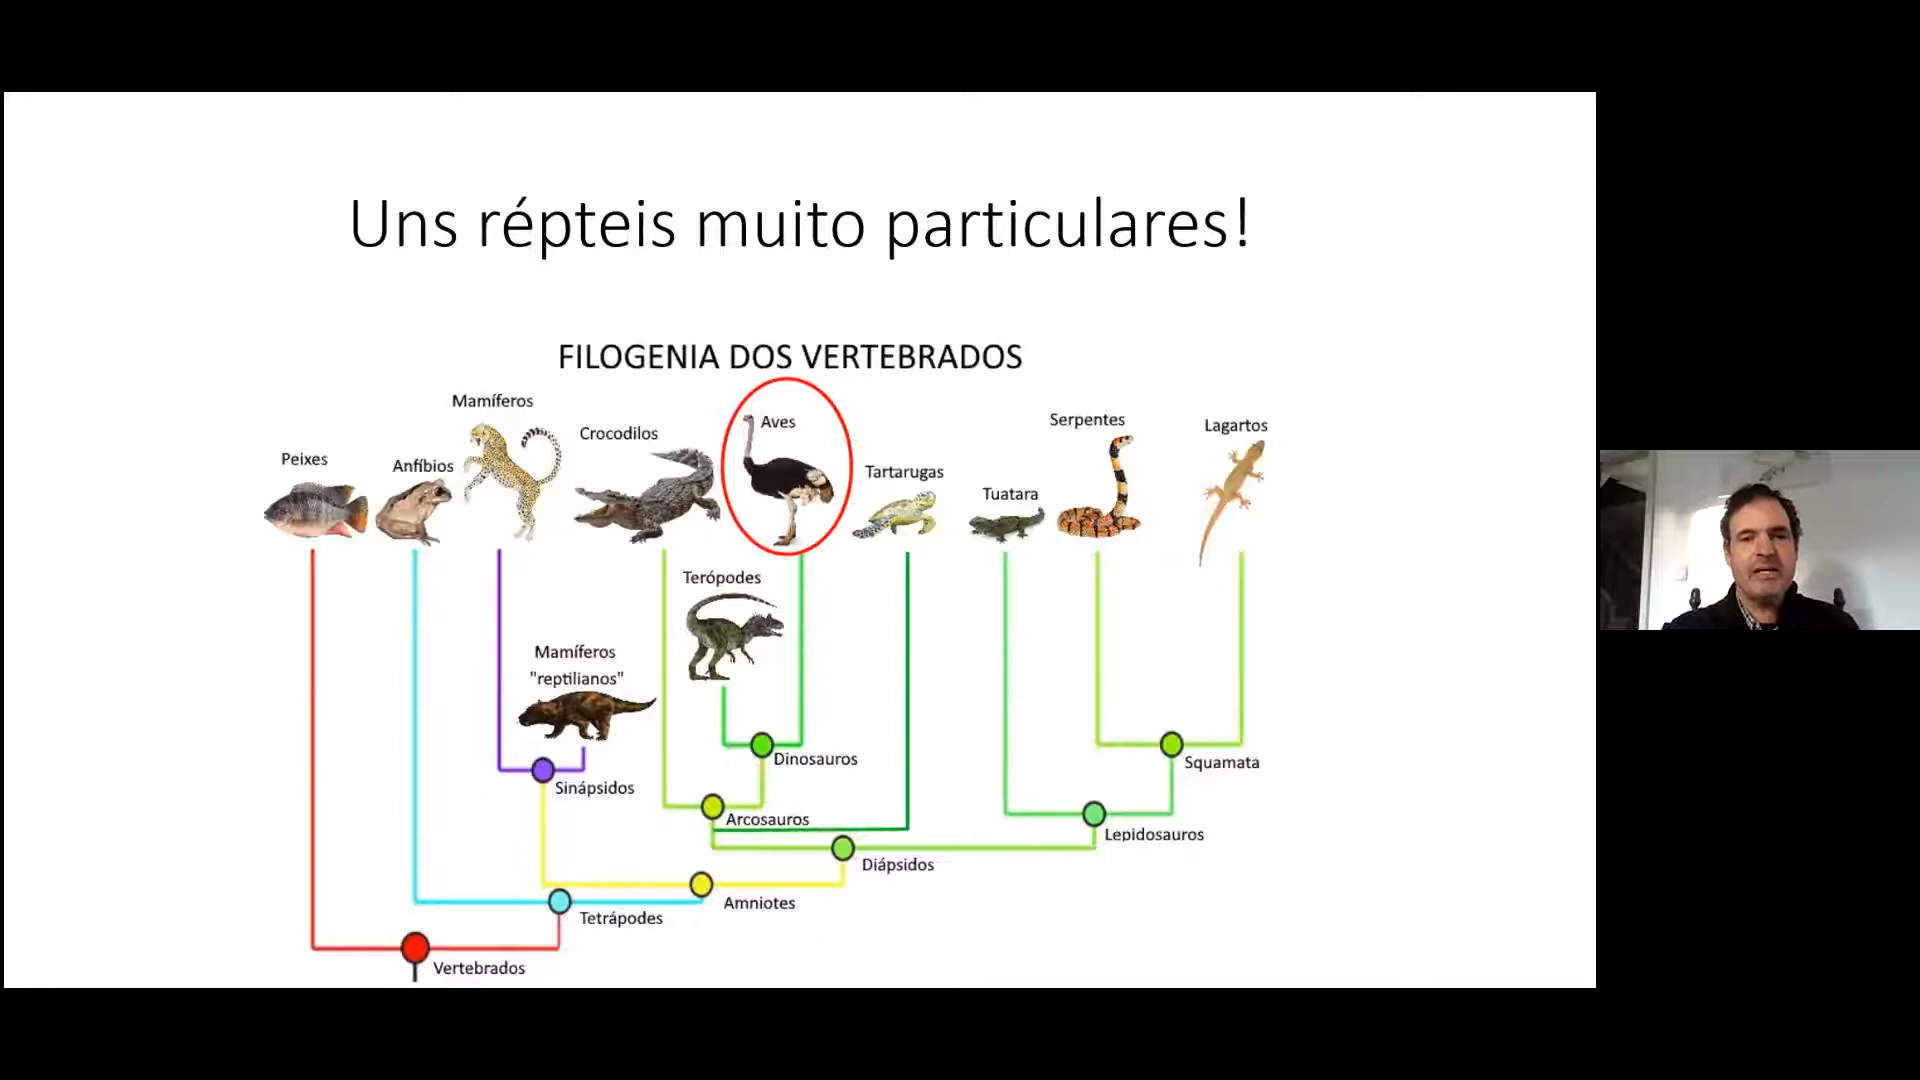 Uns répteis muito particulares!
FILOGENIA DOS VERTEBRADOS
Mamíferos
Aves
Serpentes
Lagartos
Crocodilos
Peixes
Anfíbios
Tartarugas
Tuatara
Terópodes
Mamíferos
"reptilianos"
Dinosauros
Squamata
Sinápsidos
Arcosauros
Lepidosauros
Diápsidos
Amniotes
Tetrápodes
Vertebrados